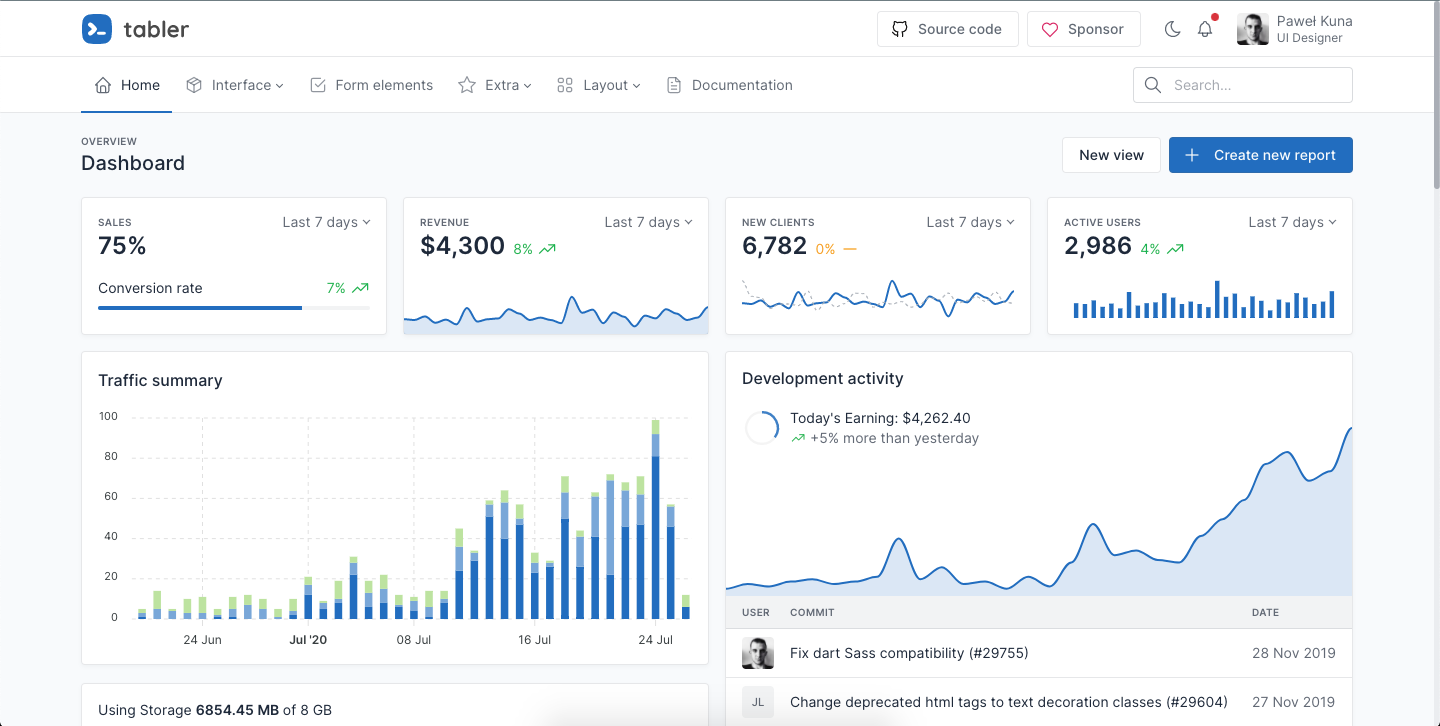 tabler
Source code
Sponsor
Paweł Kuna
UI Designer
Home
Interface
Form elements
Extra
Layout
Documentation
Search...
OVERVIEW
Dashboard
New view
Create new report
SALES
Last 7 days
75%
Conversion rate
7%
REVENUE
Last 7 days
$4,300
8%
NEW CLIENTS
Last 7 days
6,782
0%
ACTIVE USERS
Last 7 days
2,986
4%
Traffic summary
100
80
60
40
20
0
24 Jun
Jul '20
08 Jul
16 Jul
24 Jul
Development activity
Today's Earning: $4,262.40
+5% more than yesterday
USER COMMIT DATE
Fix dart Sass compatibility (#29755) 28 Nov 2019
JL Change deprecated html tags to text decoration classes (#29604) 27 Nov 2019
Using Storage 6854.45 MB of 8 GB